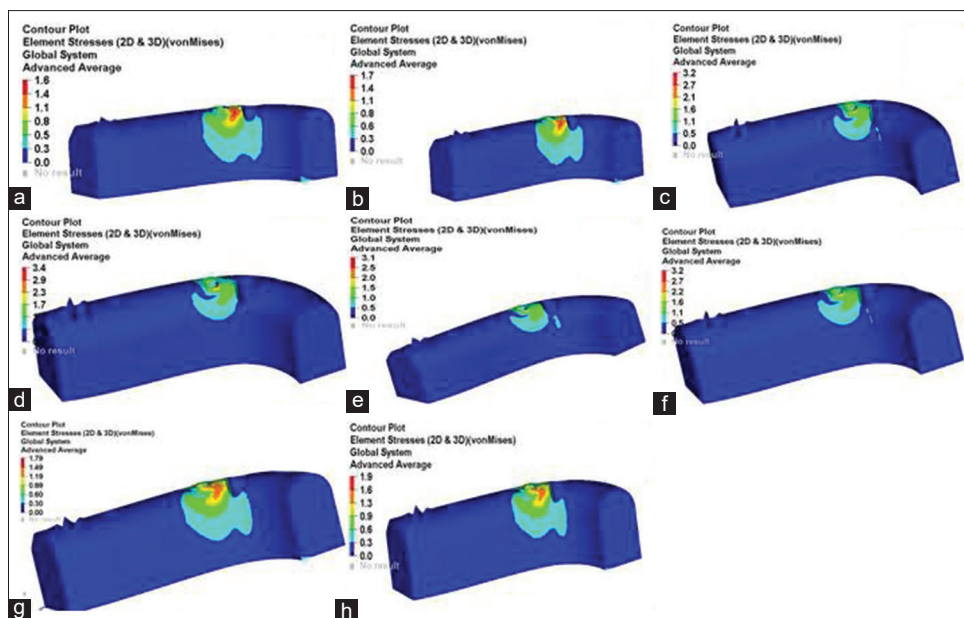 Contour Plot
Element Stresses (2D & 3D)(vonMises)
Global System
Advanced Average
1.6
1.4
1.1
0.8
0.5
0.3
0.0
No result
a
Contour Plot
Element Stresses (2D & 3D)(vonMises)
Global System
Advanced Average
1.7
1.4
1.1
0.8
0.6
0.3
0.0
No result
b
Contour Plot
Element Stresses (2D & 3D)(vonMises)
Global System
Advanced Average
3.2
2.7
2.1
1.6
1.1
0.5
0.0
No result
c
Contour Plot
Element Stresses (2D & 3D)(vonMises)
Global System
Advanced Average
3.4
2.9
2.3
1.7
No result
d
Contour Plot
Element Stresses (2D & 3D)(vonMises)
Global System
Advanced Average
3.1
2.5
2.0
1.5
1.0
0.5
0.0
No result
e
Contour Plot
Element Stresses (2D & 3D)(vonMises)
Global System
Advanced Average
3.2
2.7
2.2
1.6
1.1
No result
f
Contour Plot
Element Stresses (2D & 3D)(vonMises)
Global System
Advanced Average
1.79
1.49
1.19
0.89
0.60
0.30
0.00
No result
g
Contour Plot
Element Stresses (2D & 3D)(vonMises)
Global System
Advanced Average
1.9
1.6
1.3
0.9
0.6
0.3
0.0
No result
h